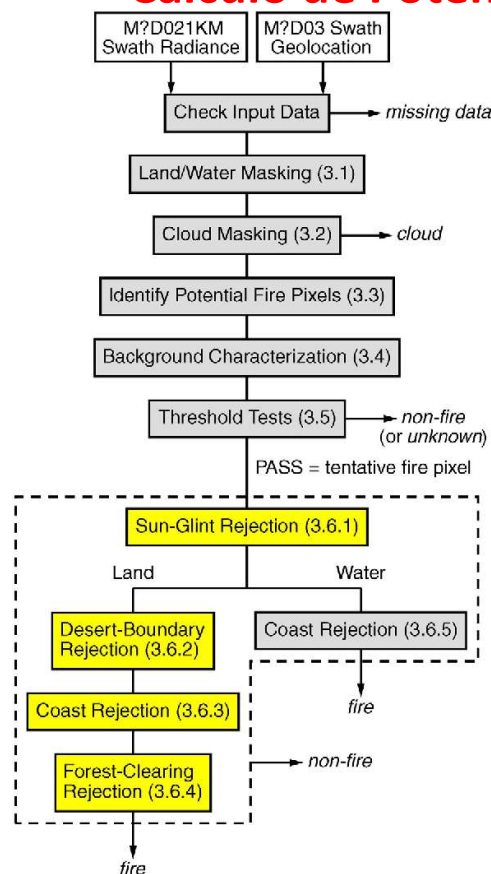 M?D021KM
Swath Radiance
M?D03 Swath
Geolocation
Check Input Data
missing data
Land/Water Masking (3.1)
Cloud Masking (3.2)
cloud
Identify Potential Fire Pixels (3.3)
Background Characterization (3.4)
Threshold Tests (3.5)
non-fire
(or unknown)
PASS = tentative fire pixel
Sun-Glint Rejection (3.6.1)
Land
Water
Desert-Boundary
Rejection (3.6.2)
Coast Rejection (3.6.5)
Coast Rejection (3.6.3)
fire
Forest-Clearing
Rejection (3.6.4)
non-fire
fire